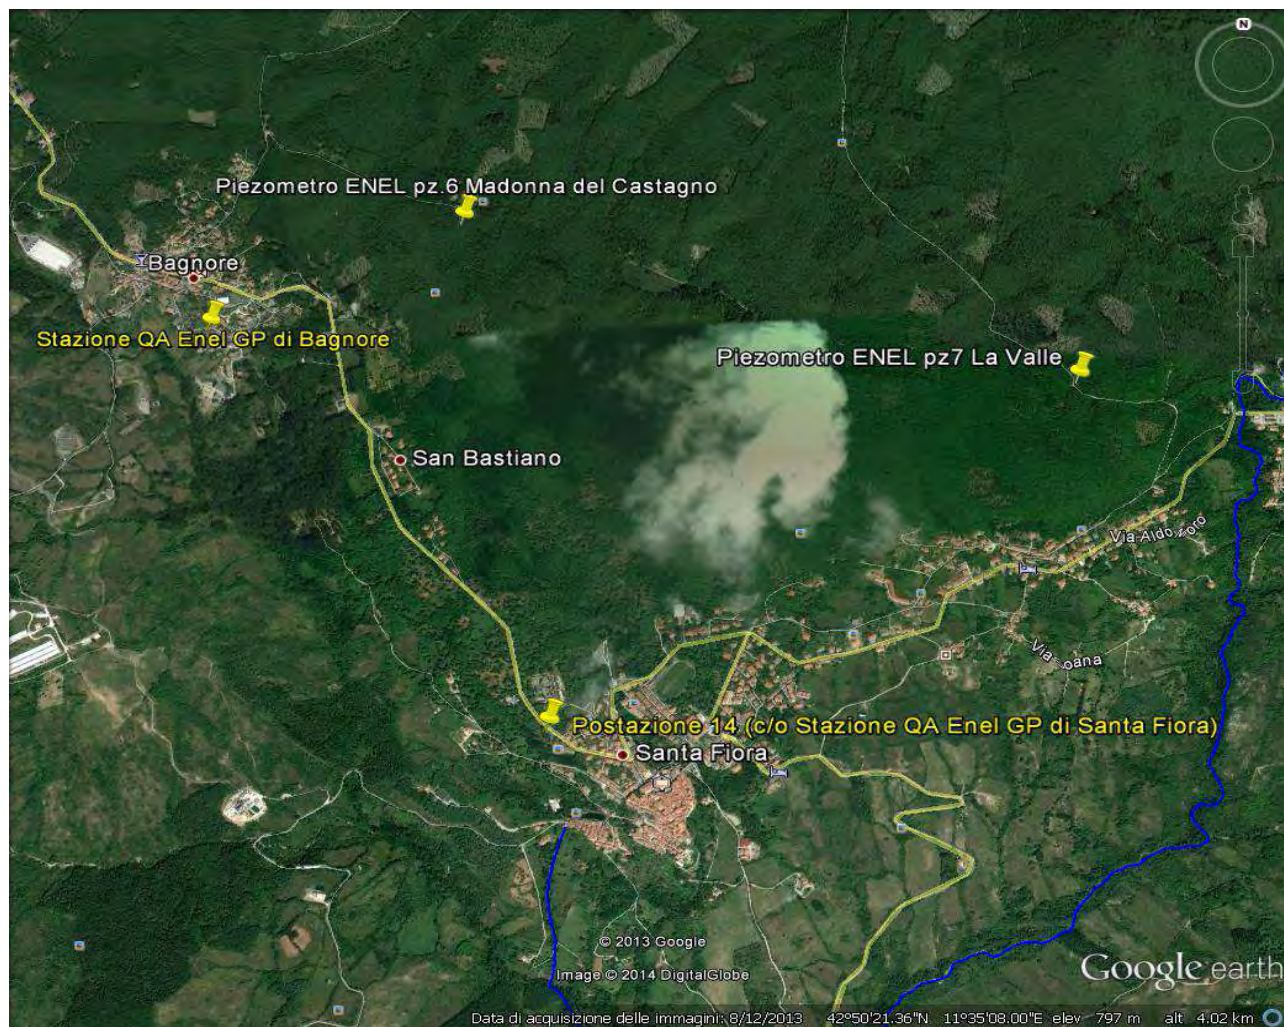 N
Piezometro ENEL pz.6 Madonna del Castagno
Bagnore
Stazione QA Enel GP di Bagnore
Piezometro ENEL pz7 La Valle
San Bastiano
Via Aldo Moro
Postazione 14 (c/o Stazione QA Enel GP di Santa Fiora)
Santa Fiora
© 2013 Google
Image © 2014 DigitalGlobe
Google earth
Data di acquisizione delle immagini: 8/12/2013 42°50'21.36"N 11°35'08.00"E elev 797 m alt 4.02 km